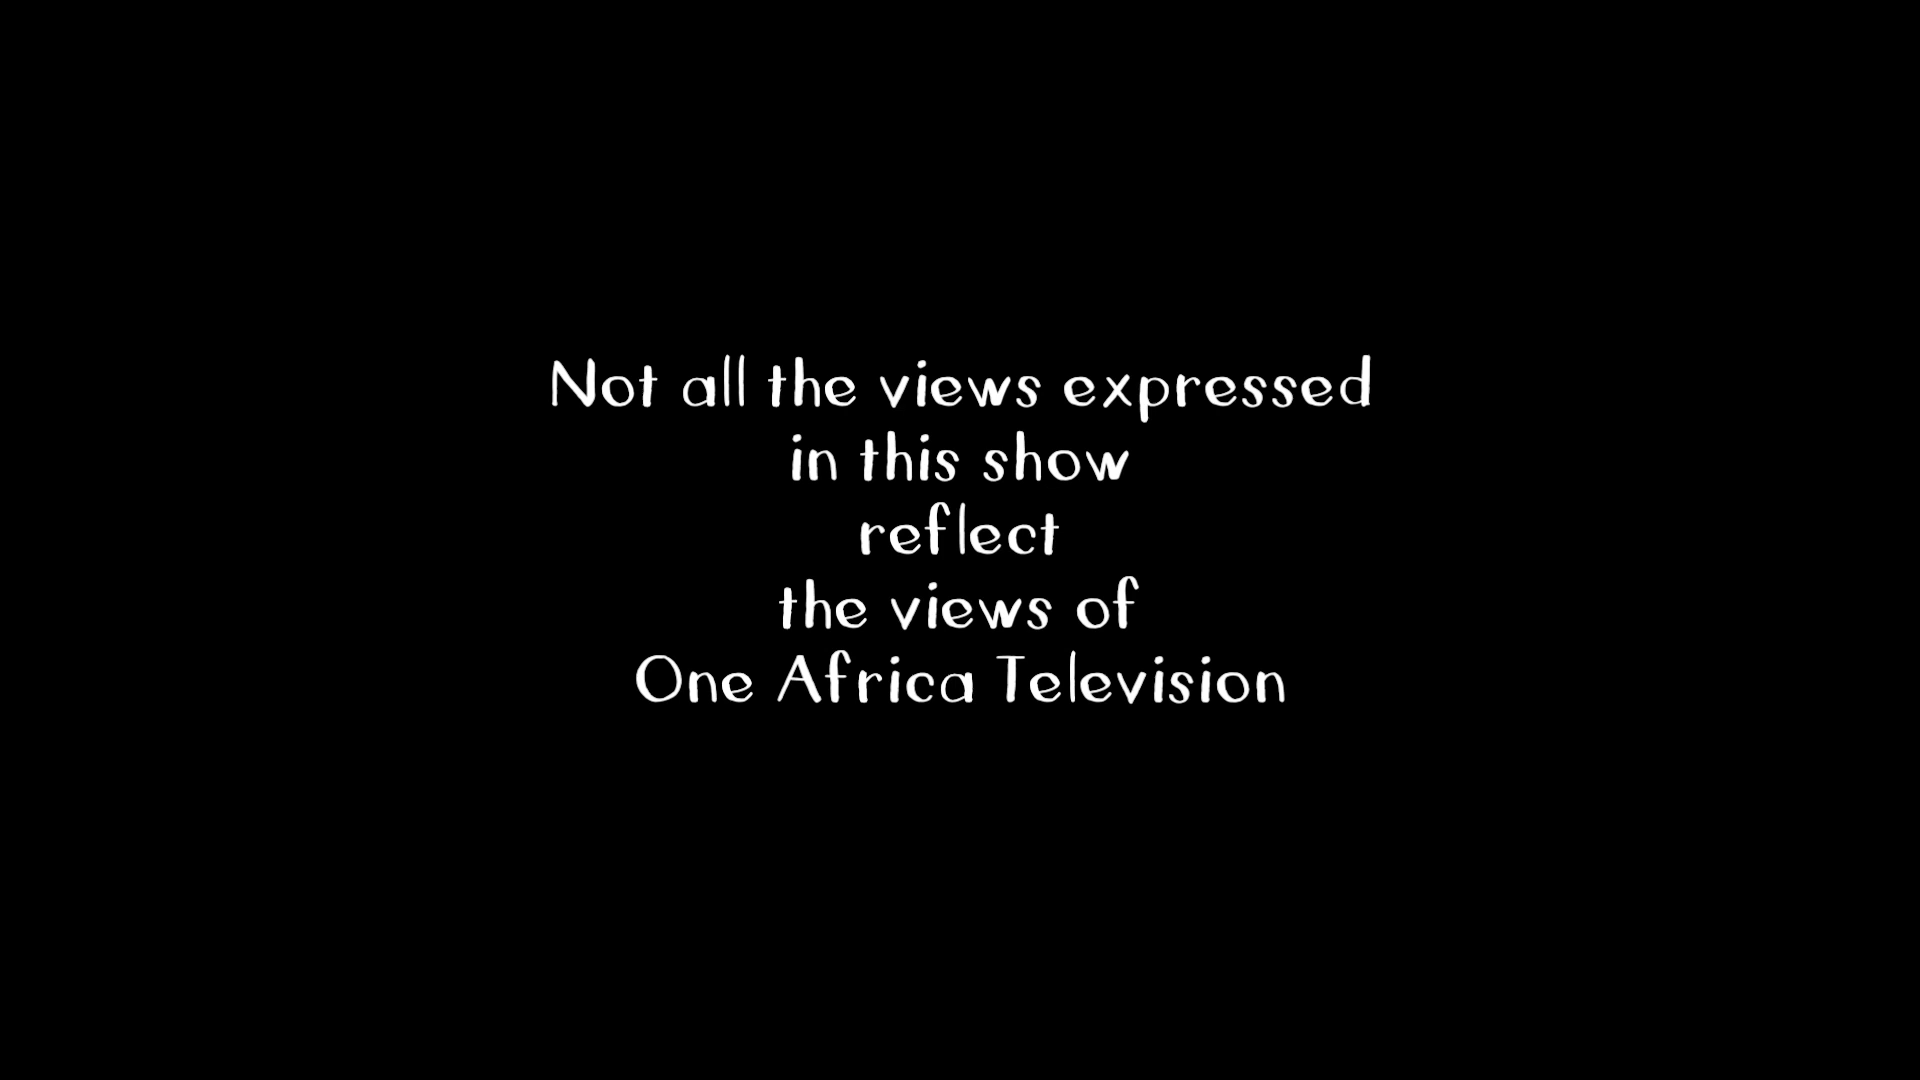 Not all the views expressed
in this show
reflect
the views of
One Africa Television